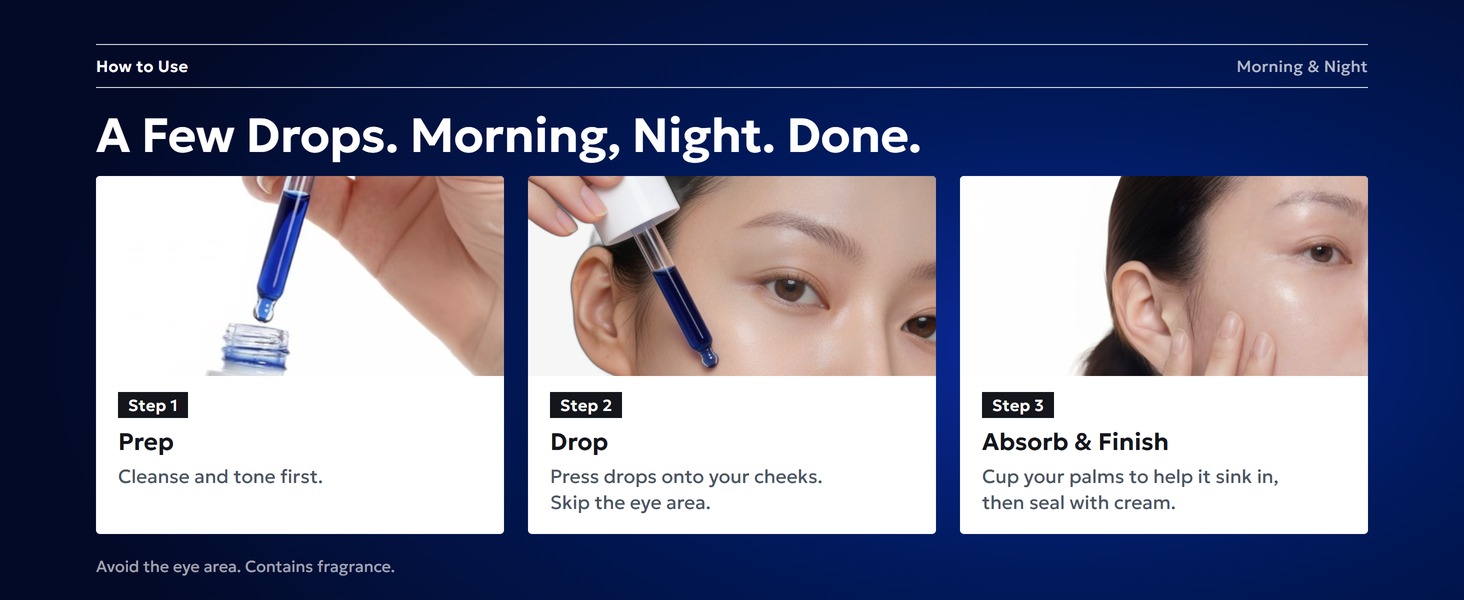 How to Use
Morning & Night
A Few Drops. Morning, Night. Done.
Step 1
Prep
Cleanse and tone first.
Step 2
Drop
Press drops onto your cheeks.
Skip the eye area.
Step 3
Absorb & Finish
Cup your palms to help it sink in,
then seal with cream.
Avoid the eye area. Contains fragrance.